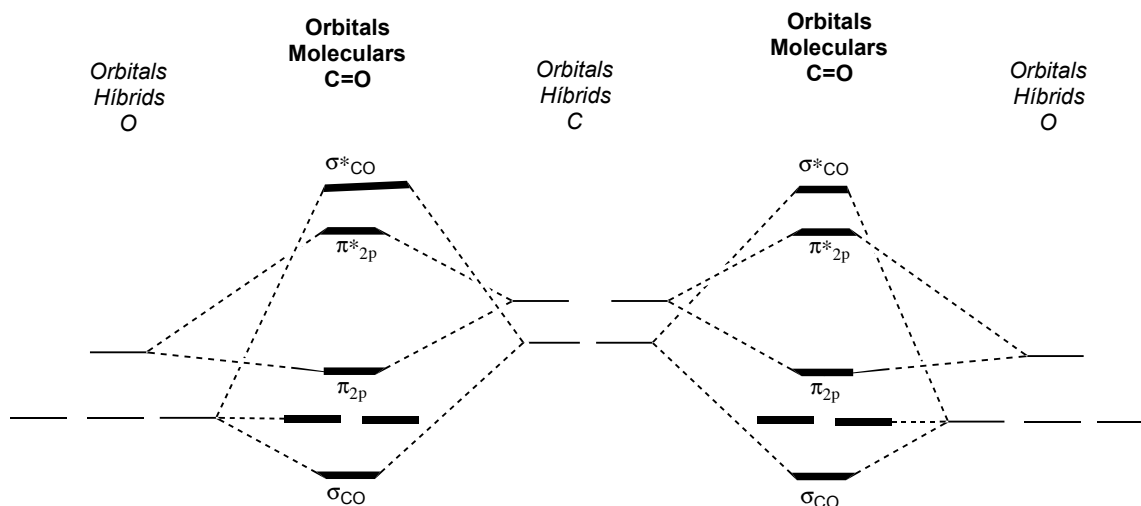 Orbitals
Moleculars
C=O
Orbitals
Híbrids
O
Orbitals
Híbrids
C
Orbitals
Moleculars
C=O
Orbitals
Híbrids
O
σ*CO
π*2p
π2p
σCO
σ*CO
π*2p
π2p
σCO